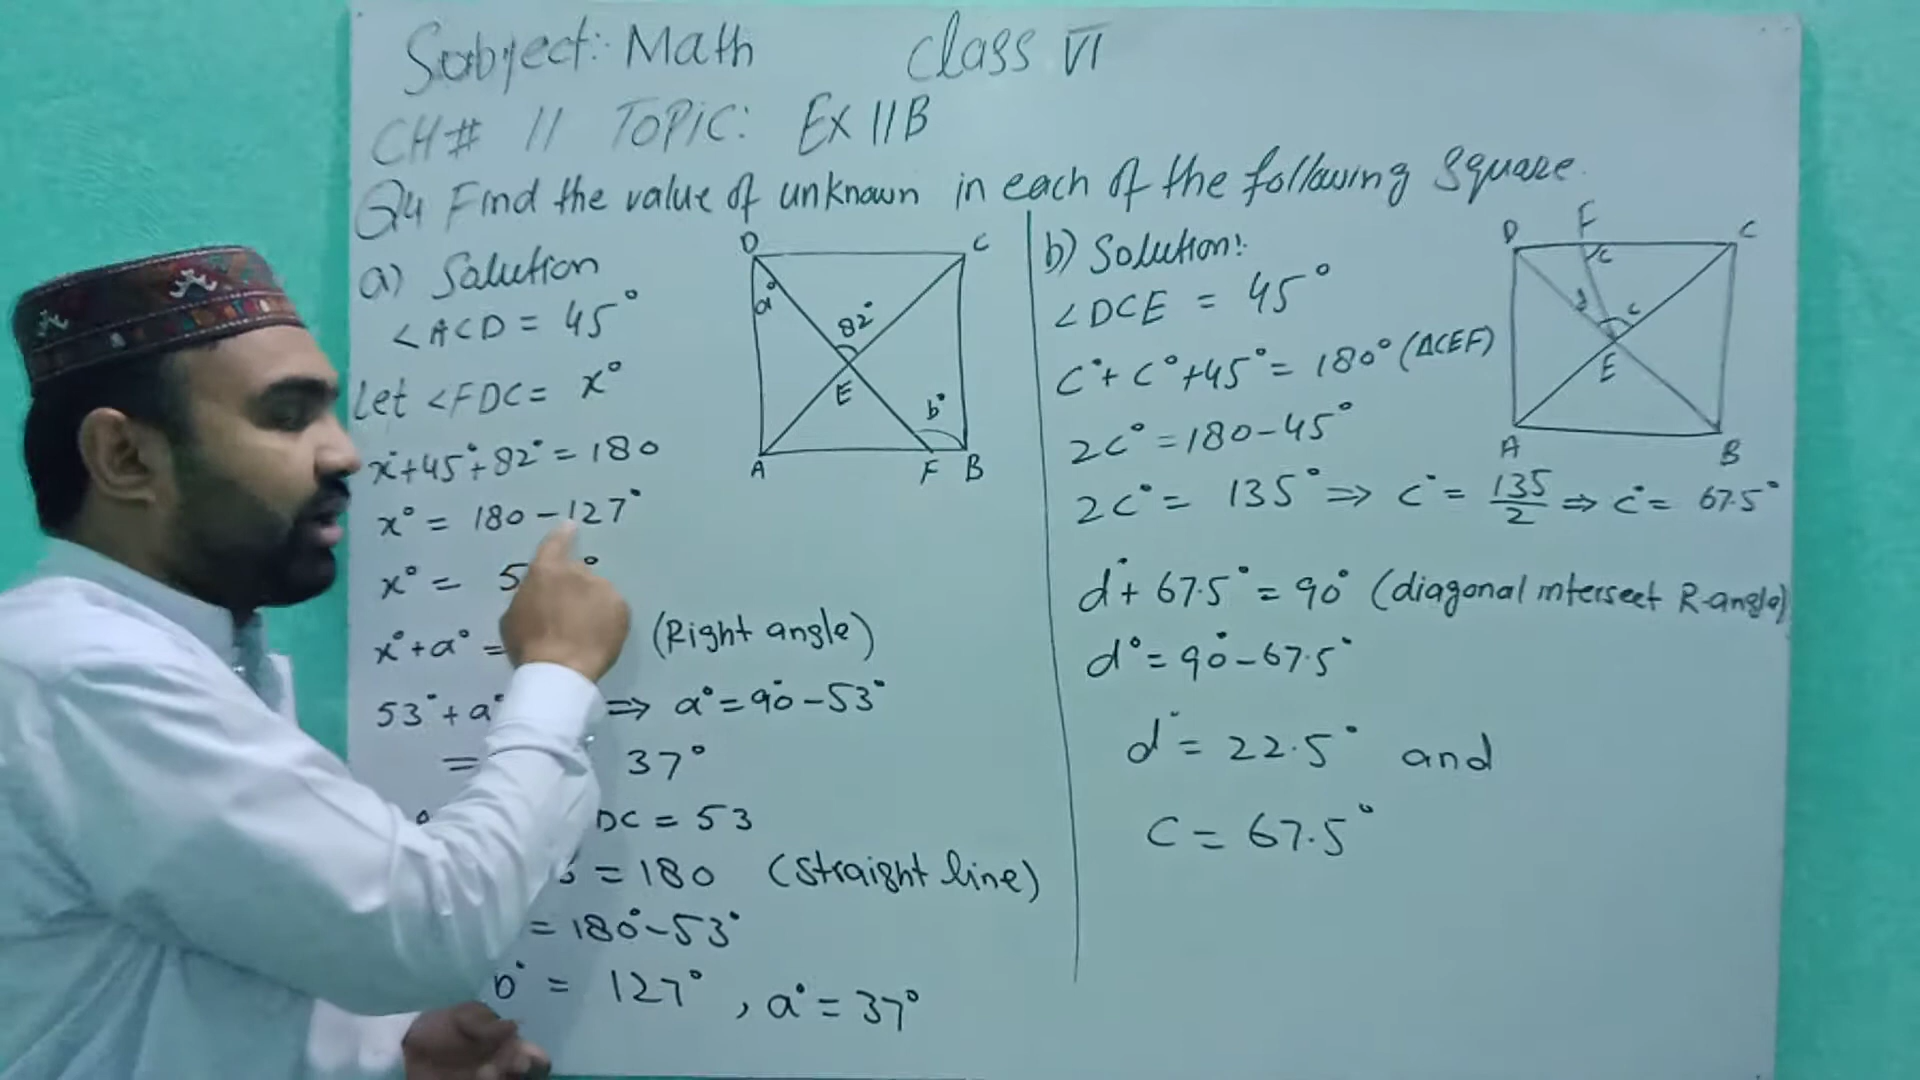 Subject: Math Class VI
CH# 11 Topic: Ex 11B
Q4 Find the value of unknown in each of the following Square.
a) Solution
<ACD = 45°
Let <FDC = x°
x°+45°+82° = 180
x° = 180-127°
x° = 5 °
x°+a° =
(Right angle)
53°+a° => a° = 90°-53°
= 37°
DC = 53
= 180 (straight line)
= 180°-53°
b° = 127°, a° = 37°
D C
a°
82°
E
b°
A F B
b) Solution:
<DCE = 45°
C°+C°+45° = 180° (ΔCEF)
2C° = 180-45°
2C° = 135° => C° = 135/2 => C° = 67.5°
d°+67.5° = 90° (diagonal intersect R-angle)
d° = 90°-67.5°
d° = 22.5° and
C = 67.5°
D F C
c
d c
E
A B